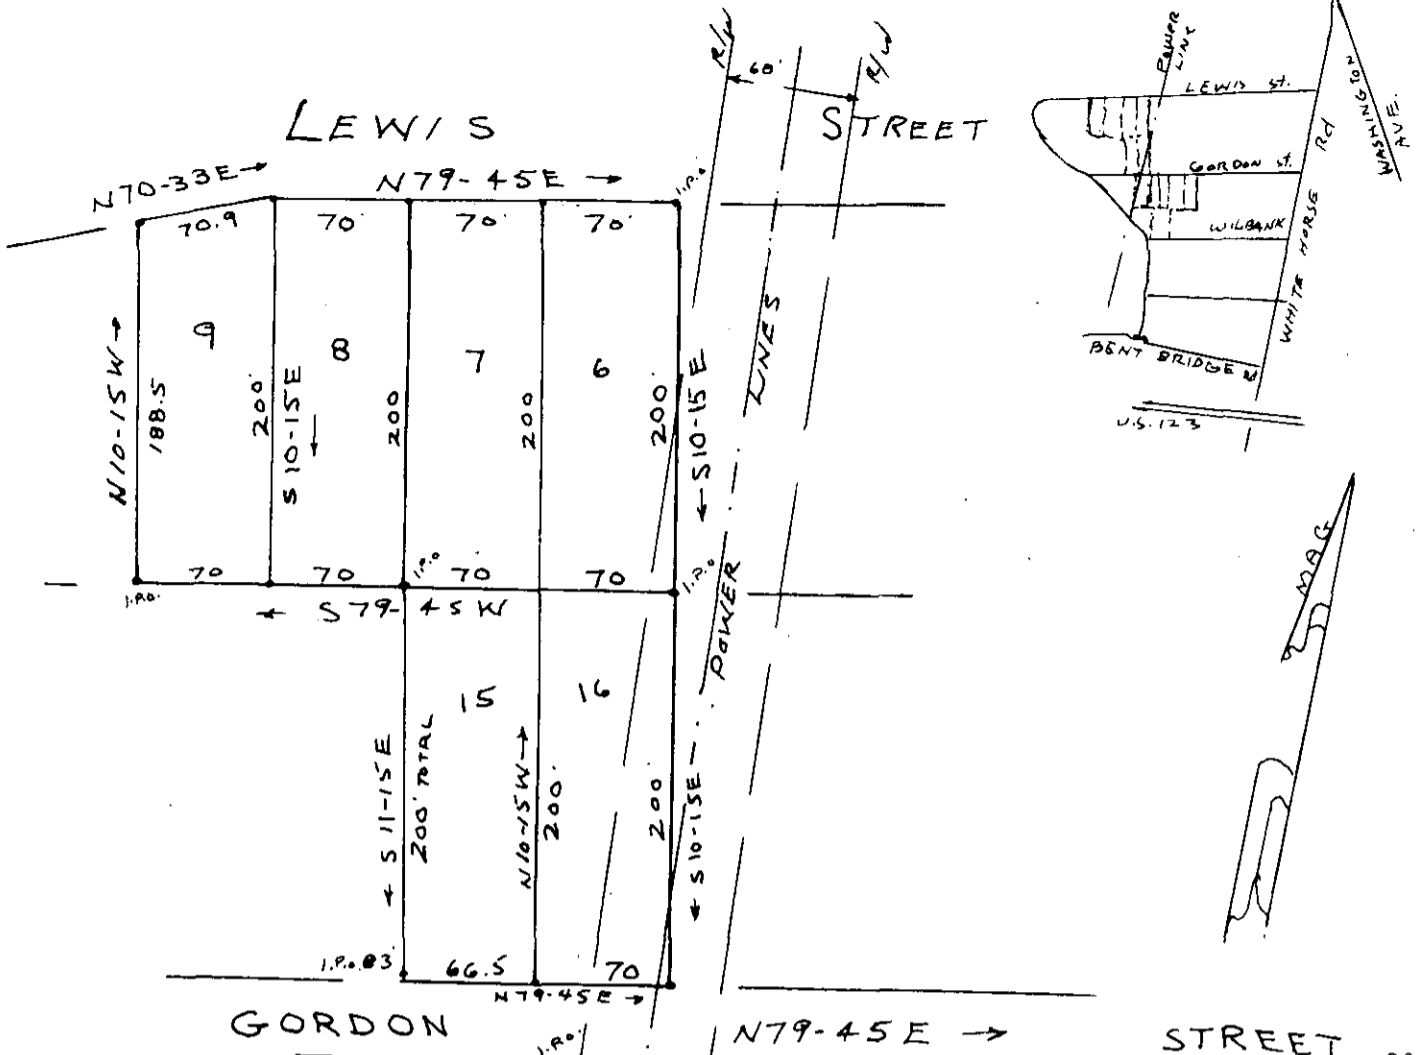 LEWIS STREET
R/W
60'
R/W
N70-33E →
N79-45E →
I.P.O
70.9 70' 70' 70'
9 8 7 6
N10-15W →
188.5
200'
S10-15E
200
200
200'
← S10-15E
POWER LINES
70 70 70 70
I.P.O.
I.P.O
I.P.O.
← S79-45W
15 16
← S11-15E
200' TOTAL
N10-15W →
200'
200
← S10-15E
I.P.O. @3'
66.5 70
N79-45E →
GORDON STREET
I.P.O.
N79-45E →
POWER
LINE
LEWIS St.
GORDON St.
WILBANK
WHITE HORSE Rd
WASHINGTON
AVE.
BENT BRIDGE Rd
U.S. 123
MAG